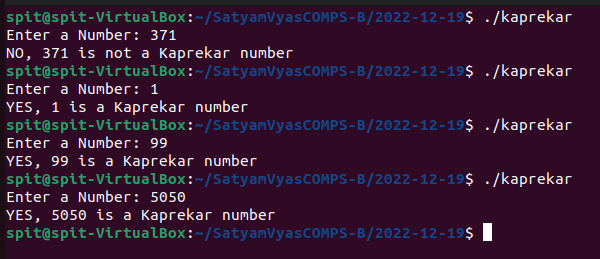 spit@spit-VirtualBox:~/SatyamVyasCOMPS-B/2022-12-19$ ./kaprekar
Enter a Number: 371
NO, 371 is not a Kaprekar number
spit@spit-VirtualBox:~/SatyamVyasCOMPS-B/2022-12-19$ ./kaprekar
Enter a Number: 1
YES, 1 is a Kaprekar number
spit@spit-VirtualBox:~/SatyamVyasCOMPS-B/2022-12-19$ ./kaprekar
Enter a Number: 99
YES, 99 is a Kaprekar number
spit@spit-VirtualBox:~/SatyamVyasCOMPS-B/2022-12-19$ ./kaprekar
Enter a Number: 5050
YES, 5050 is a Kaprekar number
spit@spit-VirtualBox:~/SatyamVyasCOMPS-B/2022-12-19$